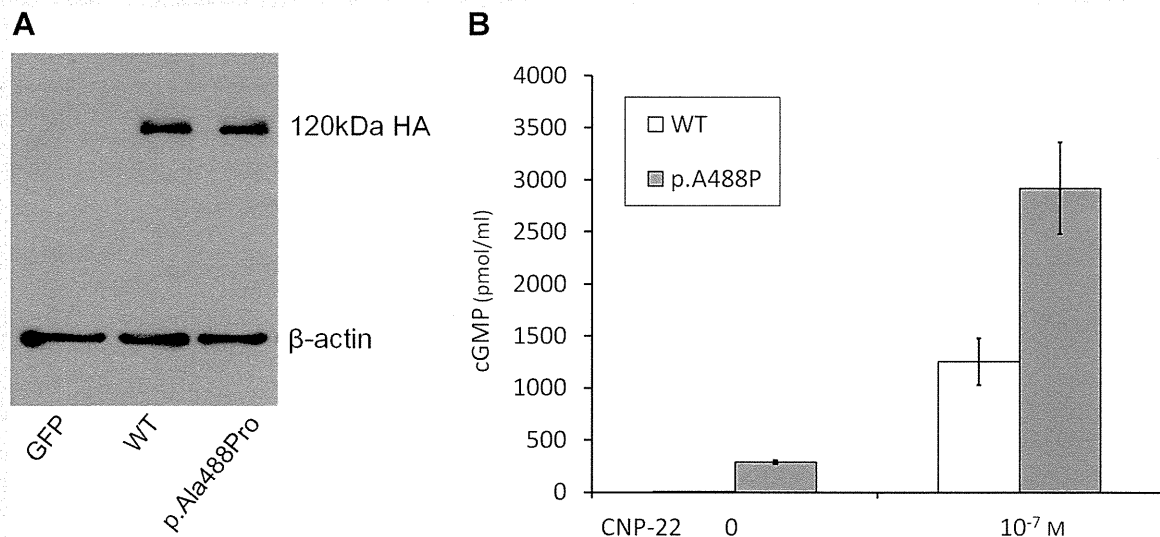 A
120kDa HA
β-actin
GFP
WT
p.Ala488Pro
B
4000
3500
3000
2500
2000
1500
1000
500
0
cGMP (pmol/ml)
WT
p.A488P
CNP-22 0 10⁻⁷ M